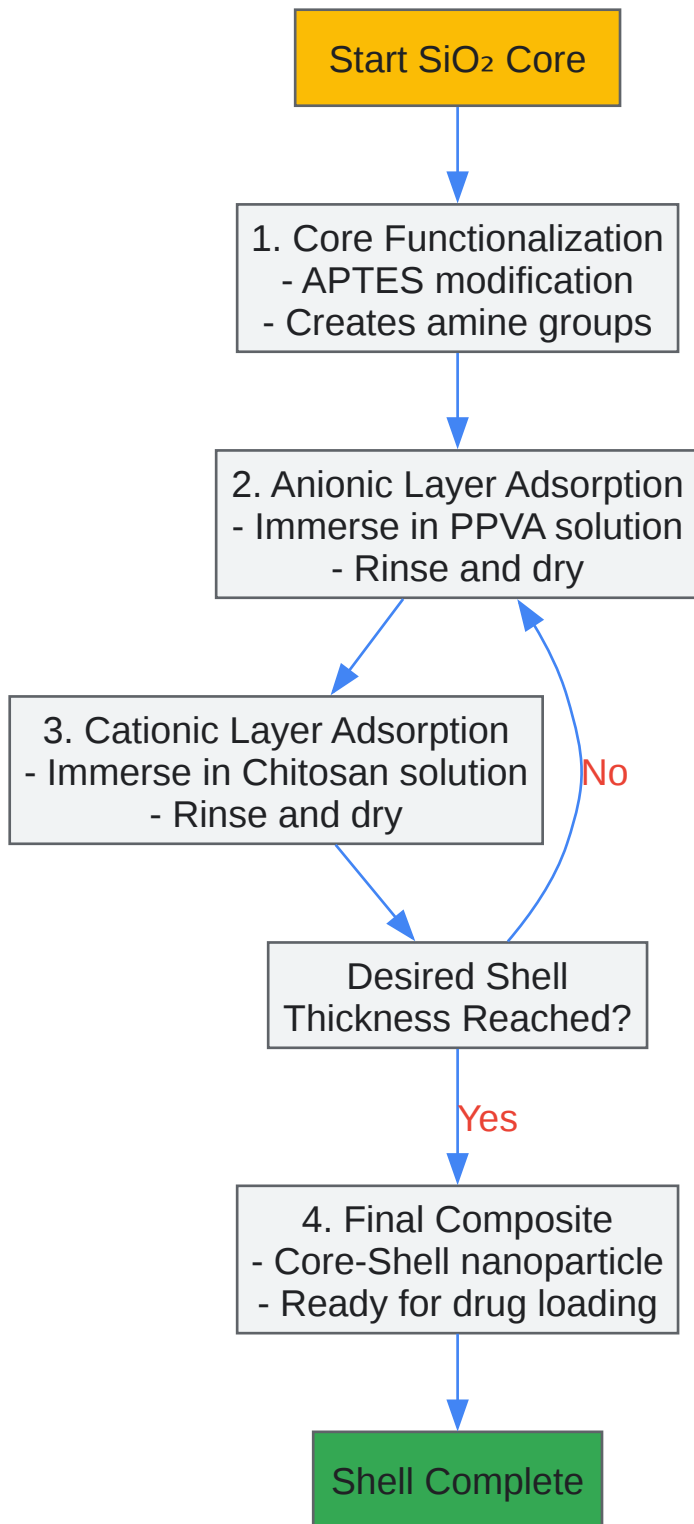 Start SiO₂ Core
1. Core Functionalization
- APTES modification
- Creates amine groups
2. Anionic Layer Adsorption
- Immerse in PPVA solution
- Rinse and dry
3. Cationic Layer Adsorption
- Immerse in Chitosan solution
- Rinse and dry
No
Desired Shell
Thickness Reached?
Yes
4. Final Composite
- Core-Shell nanoparticle
- Ready for drug loading
Shell Complete